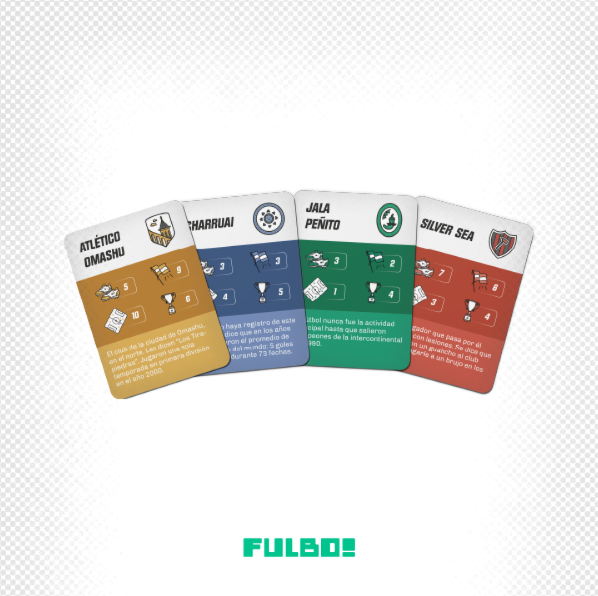 ATLÉTICO
OMASHU
5
9
10
6
El club de la ciudad de Omashu,
en el norte. Les dicen "Los Tira-
piedras". Jugaron una sola
temporada en primera división
en el año 2000.
CHARRUAI
3
3
4
5
haya registro de este
dice que en los años
ron el promedio de
del mundo: 5 goles
durante 73 fechas.
JALA
PEÑITO
3
2
1
4
tbol nunca fue la actividad
cipal hasta que salieron
peones de la intercontinental
980.
SILVER SEA
7
8
3
4
gador que pasa por él
con lesiones. Se dice que
un guancho al club
garle a un brujo en los
FULBO!